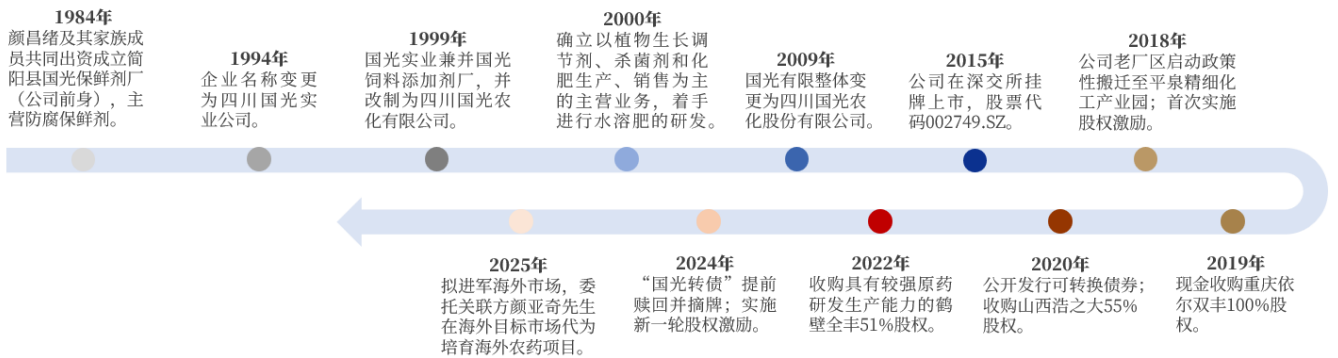 1984年
颜昌绪及其家族成
员共同出资成立简
阳县国光保鲜剂厂
（公司前身），主
营防腐保鲜剂。
1994年
企业名称变更
为四川国光实
业公司。
1999年
国光实业兼并国光
饲料添加剂厂，并
改制为四川国光农
化有限公司。
2000年
确立以植物生长调
节剂、杀菌剂和化
肥生产、销售为主
的主营业务，着手
进行水溶肥的研发。
2009年
国光有限整体变
更为四川国光农
化股份有限公司。
2015年
公司在深交所挂
牌上市，股票代
码002749.SZ。
2018年
公司老厂区启动政策
性搬迁至平泉精细化
工产业园；首次实施
股权激励。
2019年
现金收购重庆依
尔双丰100%股
权。
2020年
公开发行可转换债券；
收购山西浩之大55%
股权。
2022年
收购具有较强原药
研发生产能力的鹤
壁全丰51%股权。
2024年
“国光转债”提前
赎回并摘牌；实施
新一轮股权激励。
2025年
拟进军海外市场，委
托关联方颜亚奇先生
在海外目标市场代为
培育海外农药项目。